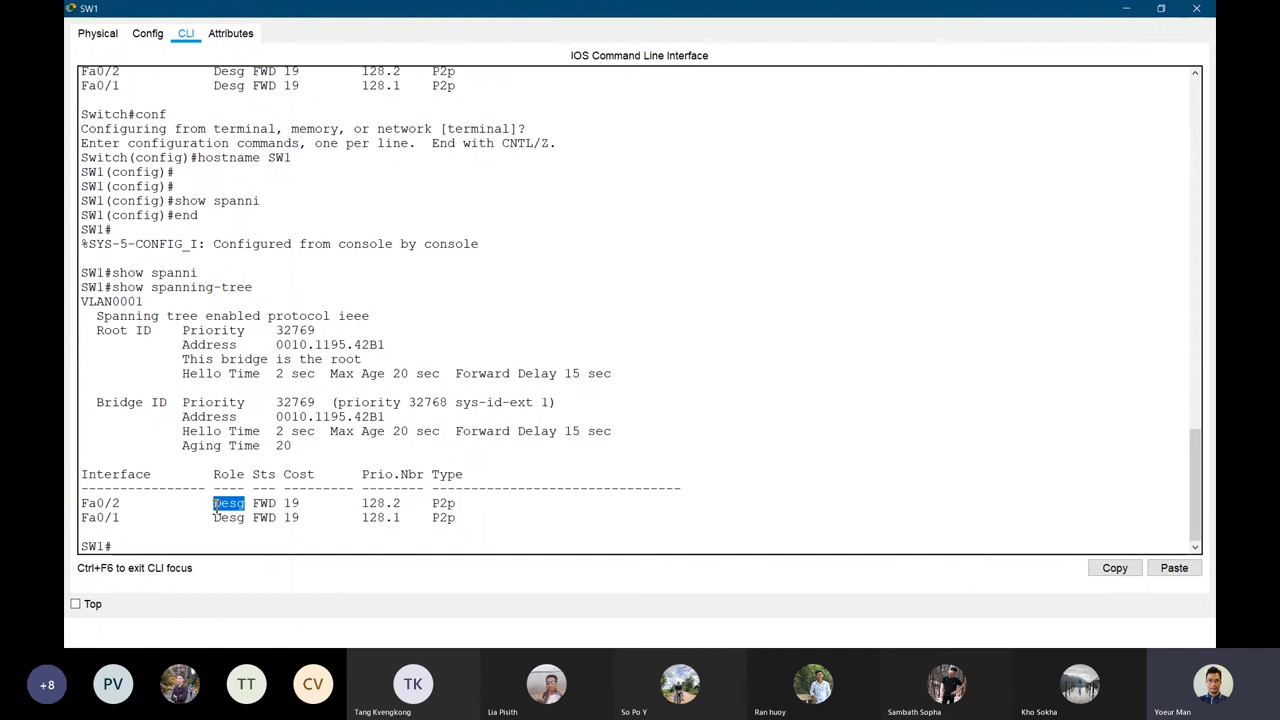 SW1
Physical Config CLI Attributes
IOS Command Line Interface
Fa0/2 Desg FWD 19 128.2 P2p
Fa0/1 Desg FWD 19 128.1 P2p
Switch#conf
Configuring from terminal, memory, or network [terminal]?
Enter configuration commands, one per line. End with CNTL/Z.
Switch(config)#hostname SW1
SW1(config)#
SW1(config)#
SW1(config)#show spanni
SW1(config)#end
SW1#
%SYS-5-CONFIG_I: Configured from console by console
SW1#show spanni
SW1#show spanning-tree
VLAN0001
Spanning tree enabled protocol ieee
Root ID Priority 32769
Address 0010.1195.42B1
This bridge is the root
Hello Time 2 sec Max Age 20 sec Forward Delay 15 sec
Bridge ID Priority 32769 (priority 32768 sys-id-ext 1)
Address 0010.1195.42B1
Hello Time 2 sec Max Age 20 sec Forward Delay 15 sec
Aging Time 20
Interface Role Sts Cost Prio.Nbr Type
---------------- ---- --- --------- -------- --------------------------------
Fa0/2 Desg FWD 19 128.2 P2p
Fa0/1 Desg FWD 19 128.1 P2p
SW1#
Ctrl+F6 to exit CLI focus
Copy Paste
Top
+8 PV TT CV TK
Tang Kvengkong Lia Pisith So Po Y Ran huoy Sambath Sopha Kho Sokha Yoeur Man